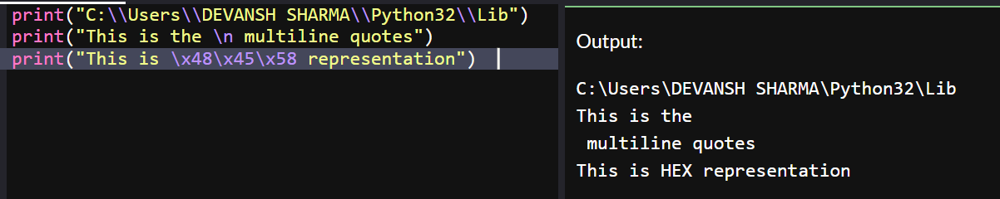 print("C:\\Users\\DEVANSH SHARMA\\Python32\\Lib")
print("This is the \n multiline quotes")
print("This is \x48\x45\x58 representation")
Output:
C:\Users\DEVANSH SHARMA\Python32\Lib
This is the
 multiline quotes
This is HEX representation